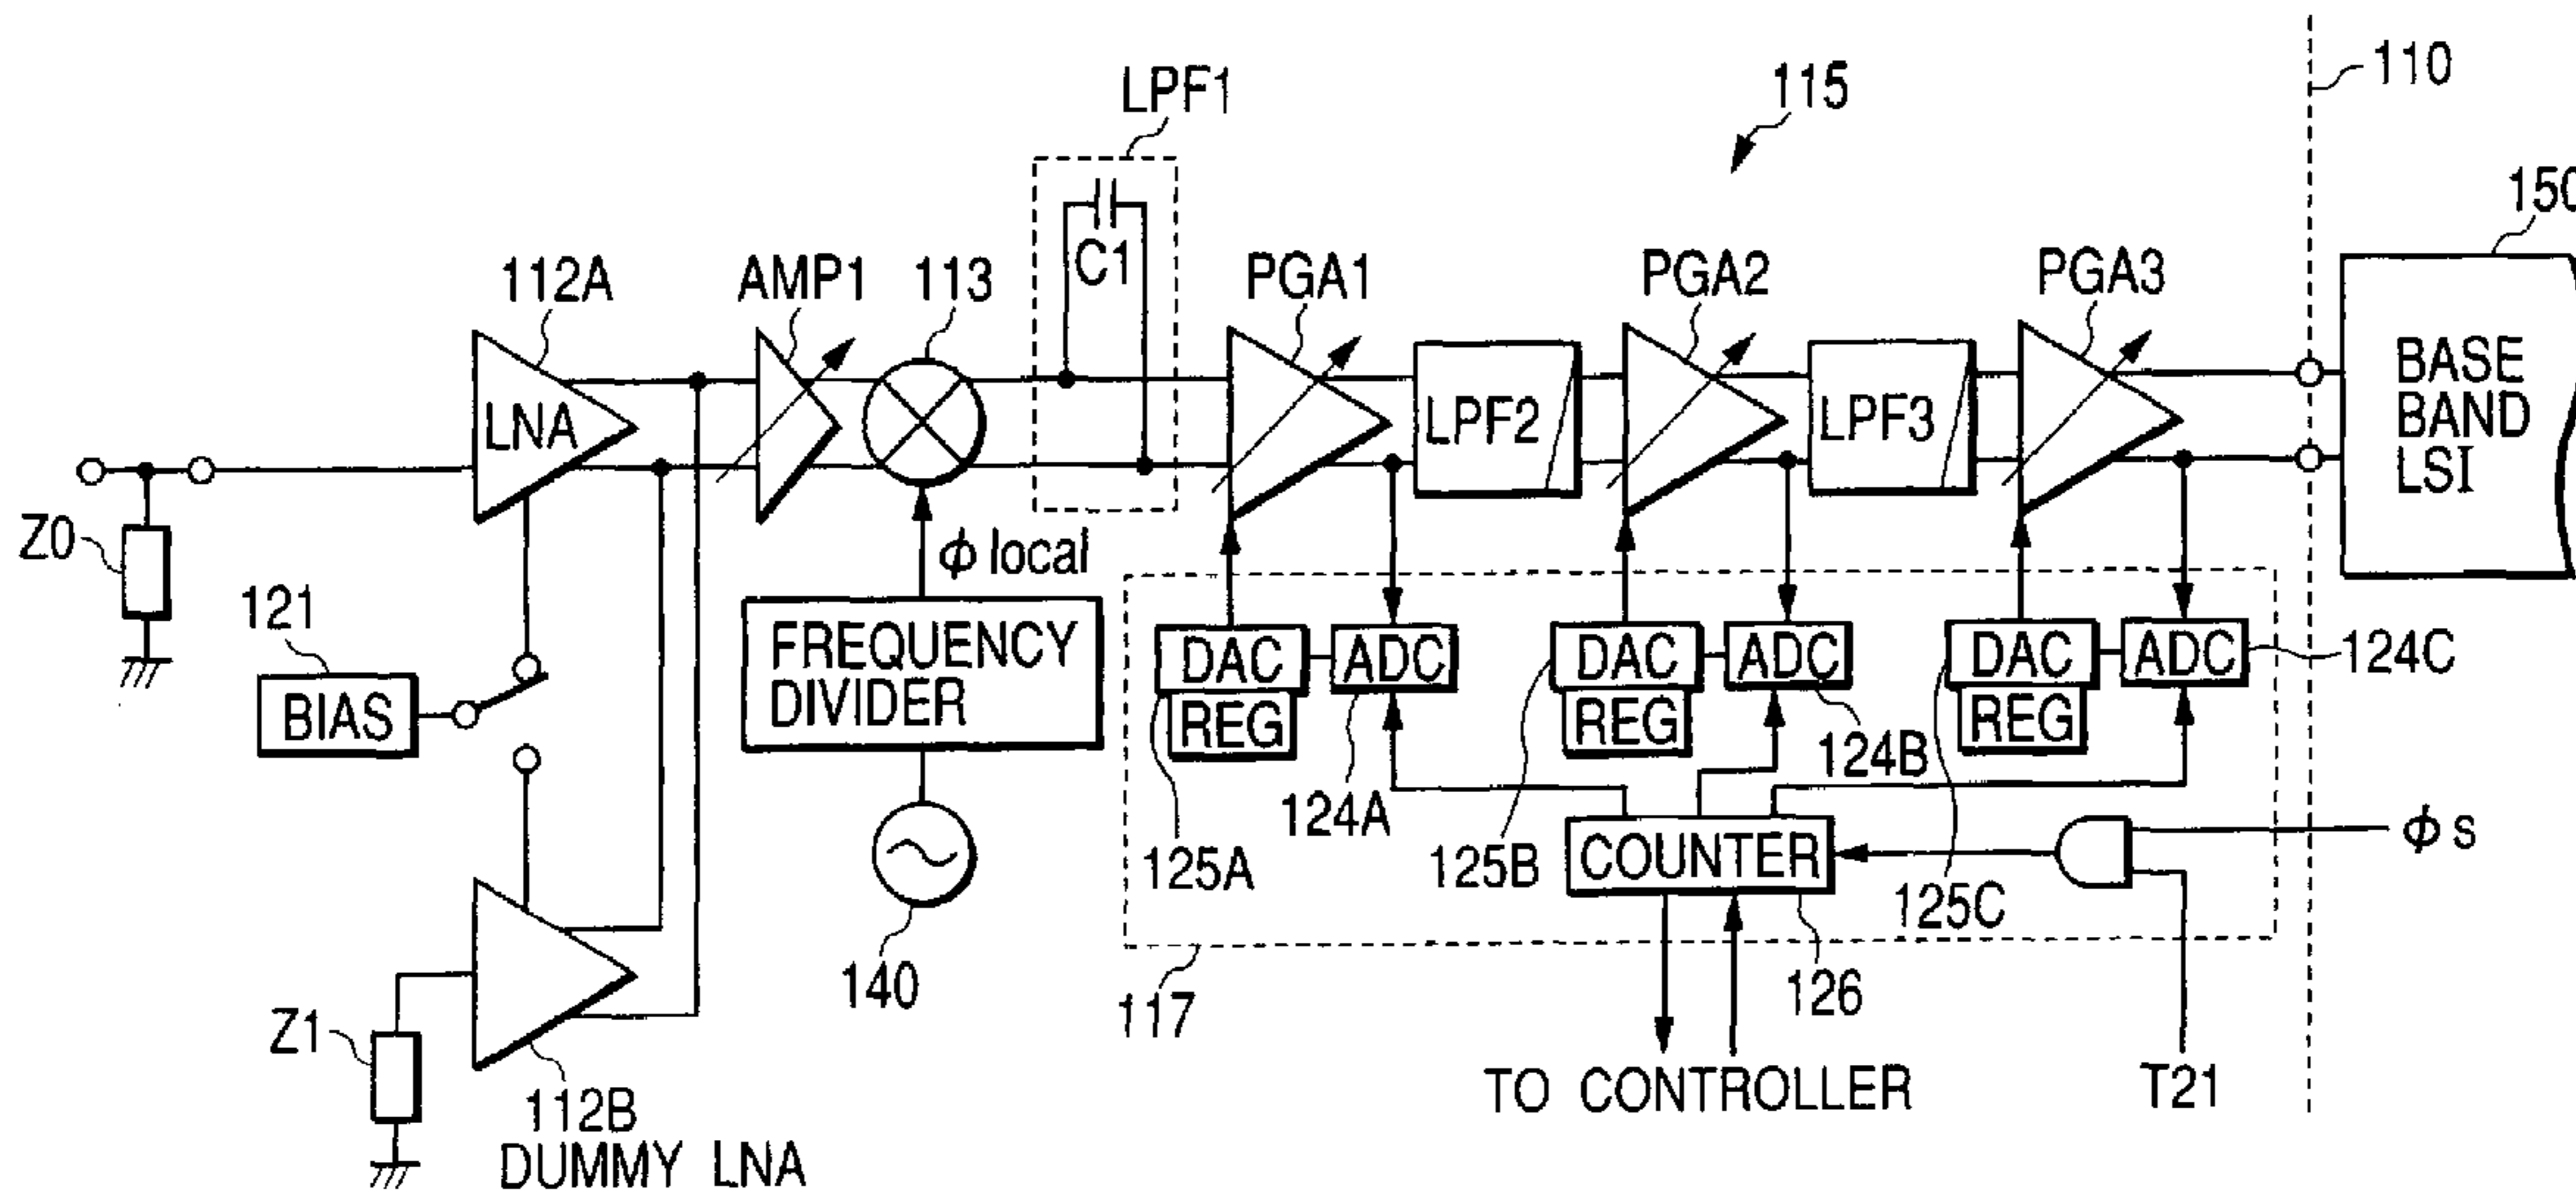 110
LPF1
115
150
C1
112A
AMP1
113
PGA1
PGA2
PGA3
LNA
LPF2
LPF3
BASE
BAND
LSI
Z0
ϕ local
121
BIAS
FREQUENCY
DIVIDER
DAC
ADC
DAC
ADC
DAC
ADC
124C
REG
REG
REG
124A
124B
125A
125B
125C
COUNTER
ϕ s
140
117
126
Z1
TO CONTROLLER
T21
112B
DUMMY LNA